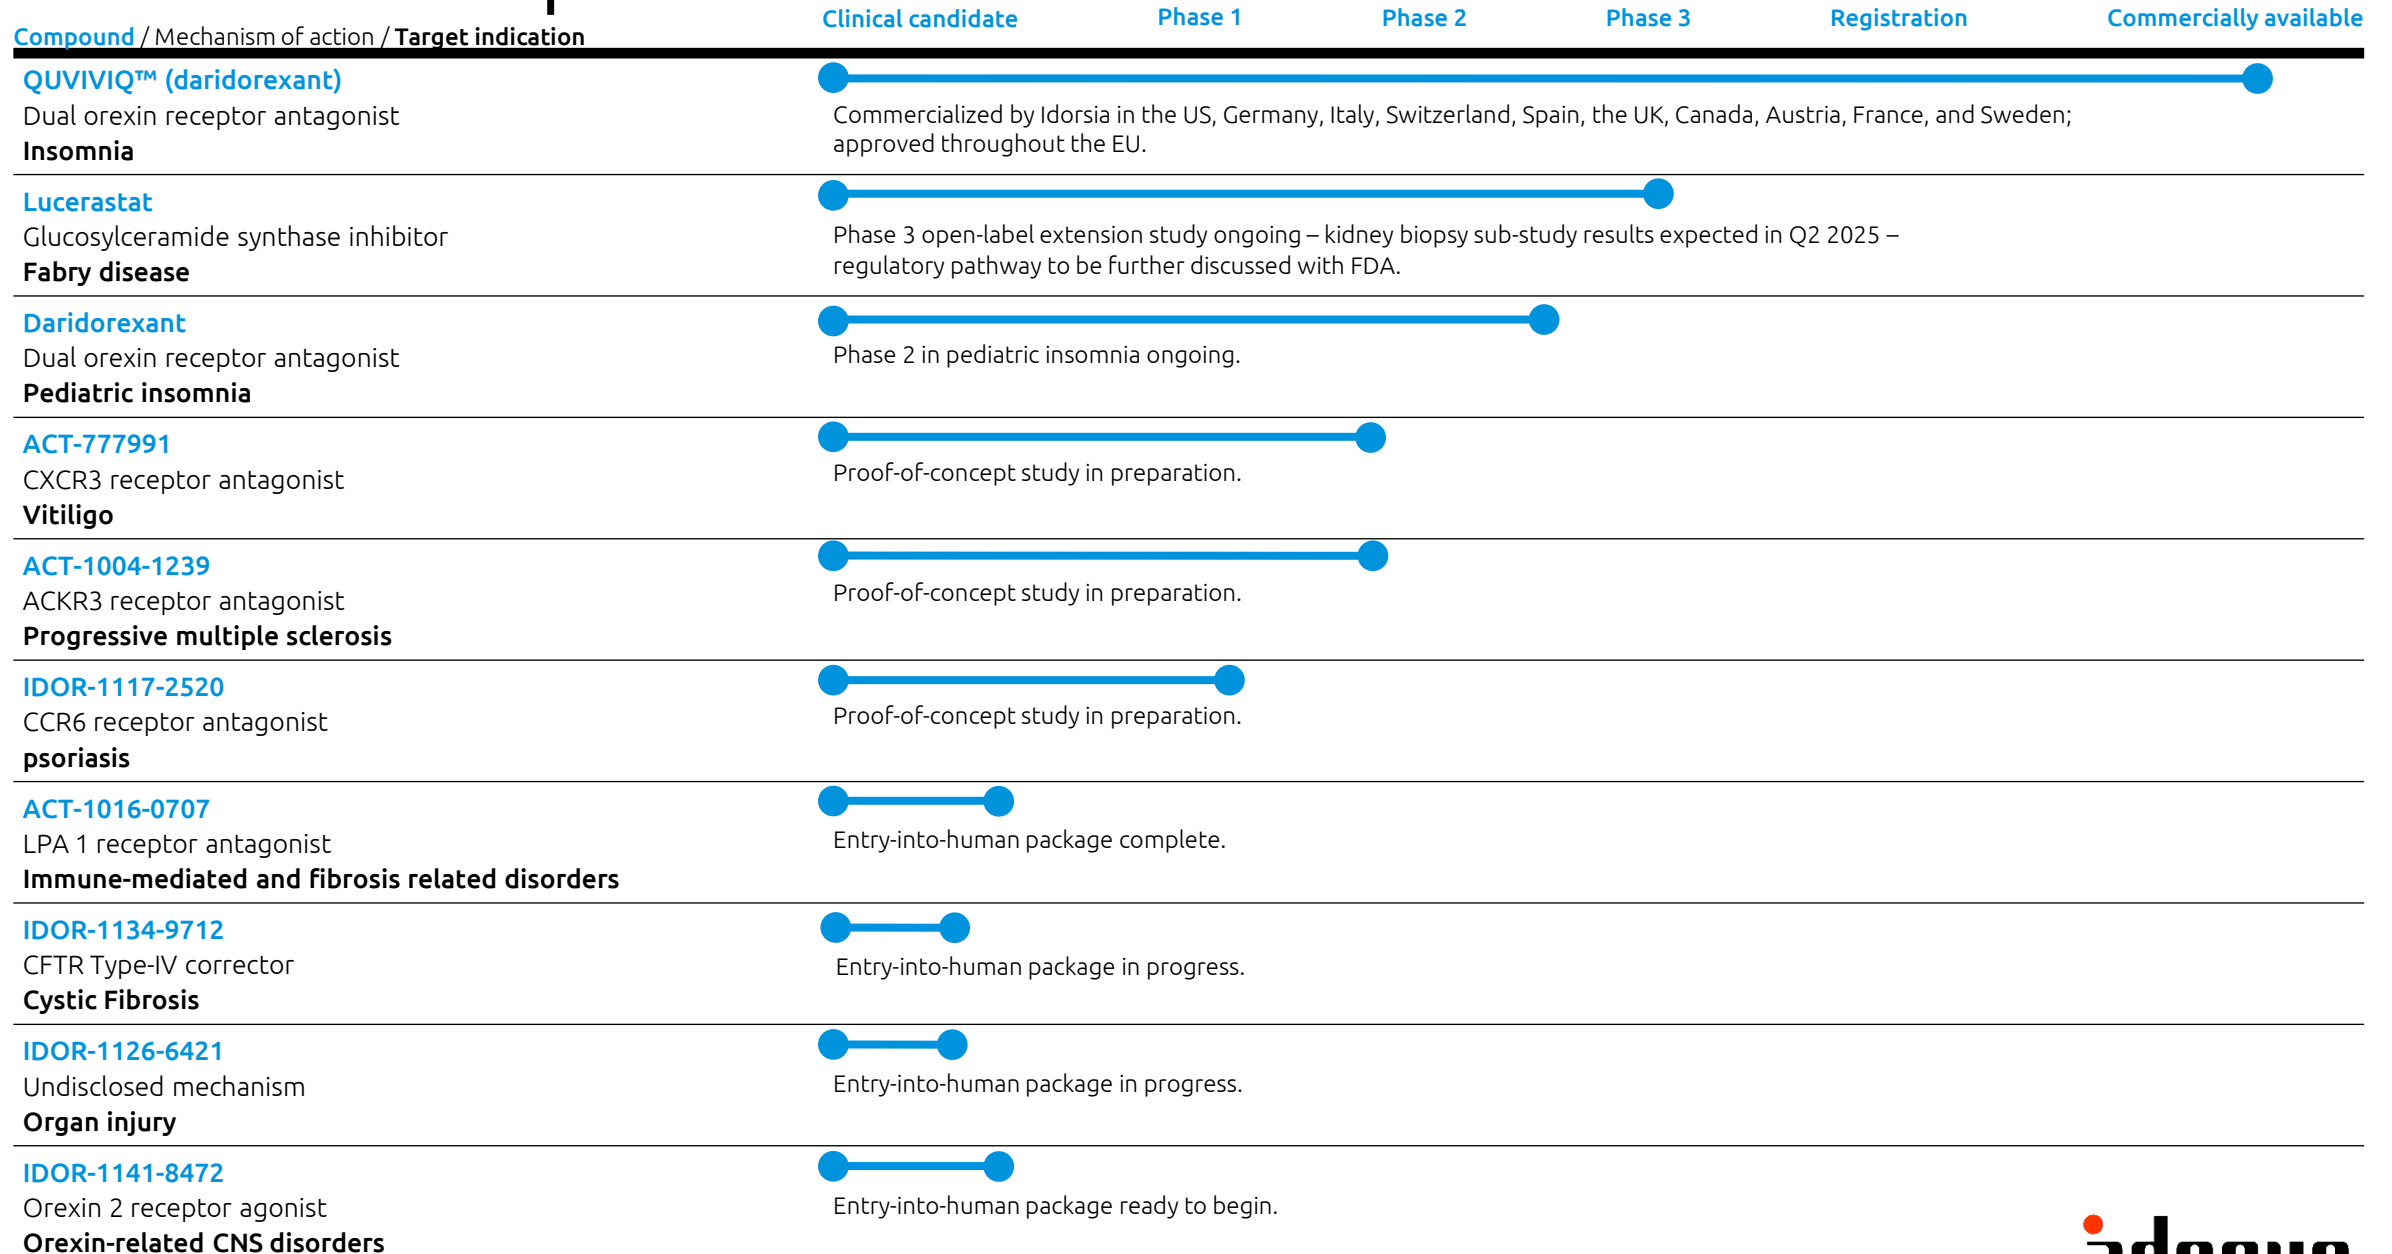 Clinical candidate Phase 1 Phase 2 Phase 3 Registration Commercially available
Compound / Mechanism of action / Target indication
QUVIVIQ™ (daridorexant)
Dual orexin receptor antagonist
Insomnia
Commercialized by Idorsia in the US, Germany, Italy, Switzerland, Spain, the UK, Canada, Austria, France, and Sweden;
approved throughout the EU.
Lucerastat
Glucosylceramide synthase inhibitor
Fabry disease
Phase 3 open-label extension study ongoing – kidney biopsy sub-study results expected in Q2 2025 –
regulatory pathway to be further discussed with FDA.
Daridorexant
Dual orexin receptor antagonist
Pediatric insomnia
Phase 2 in pediatric insomnia ongoing.
ACT-777991
CXCR3 receptor antagonist
Vitiligo
Proof-of-concept study in preparation.
ACT-1004-1239
ACKR3 receptor antagonist
Progressive multiple sclerosis
Proof-of-concept study in preparation.
IDOR-1117-2520
CCR6 receptor antagonist
psoriasis
Proof-of-concept study in preparation.
ACT-1016-0707
LPA 1 receptor antagonist
Immune-mediated and fibrosis related disorders
Entry-into-human package complete.
IDOR-1134-9712
CFTR Type-IV corrector
Cystic Fibrosis
Entry-into-human package in progress.
IDOR-1126-6421
Undisclosed mechanism
Organ injury
Entry-into-human package in progress.
IDOR-1141-8472
Orexin 2 receptor agonist
Orexin-related CNS disorders
Entry-into-human package ready to begin.